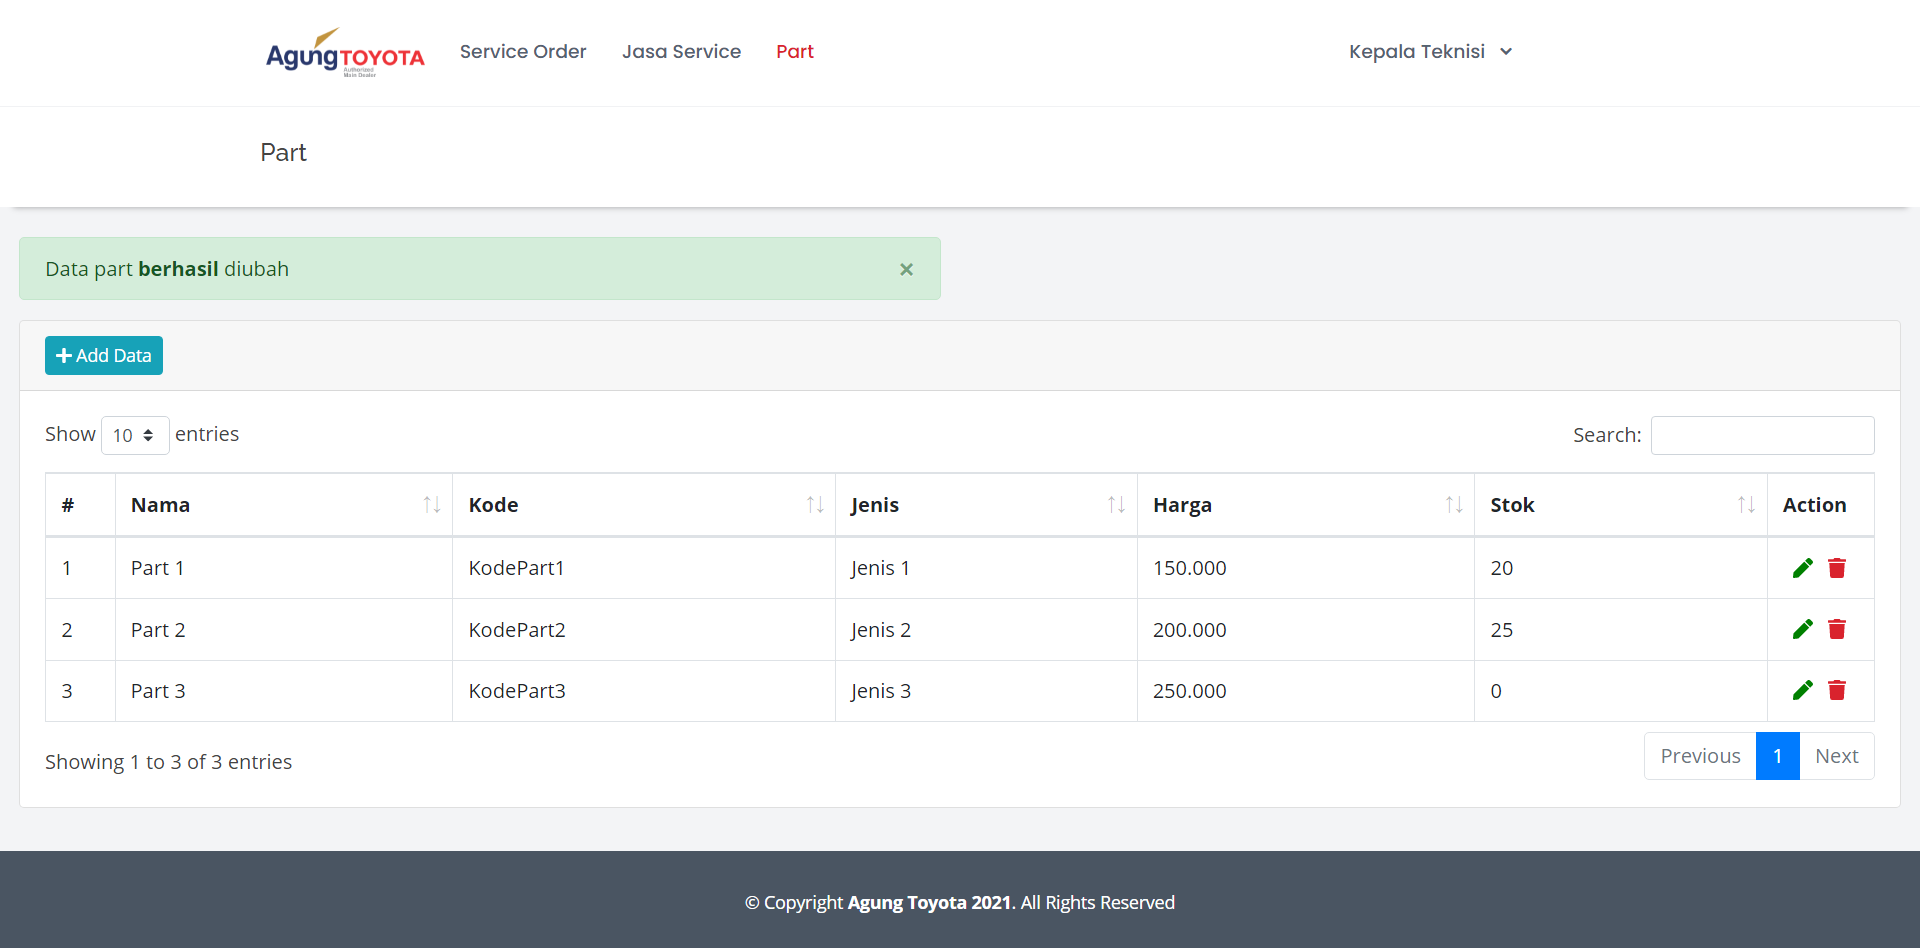 AgungTOYOTA
Authorized
Main Dealer
Service Order
Jasa Service
Part
Kepala Teknisi
Part
Data part berhasil diubah
×
Add Data
Show 10 entries
Search:
# Nama Kode Jenis Harga Stok Action
1 Part 1 KodePart1 Jenis 1 150.000 20
2 Part 2 KodePart2 Jenis 2 200.000 25
3 Part 3 KodePart3 Jenis 3 250.000 0
Showing 1 to 3 of 3 entries
Previous 1 Next
© Copyright Agung Toyota 2021. All Rights Reserved